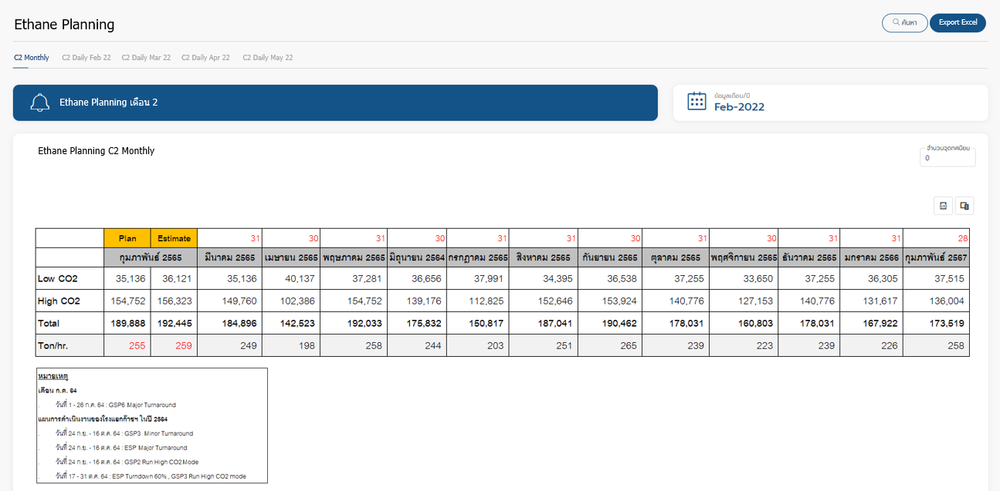 Ethane Planning
ค้นหา
Export Excel
C2 Monthly C2 Daily Feb 22 C2 Daily Mar 22 C2 Daily Apr 22 C2 Daily May 22
Ethane Planning เดือน 2
ข้อมูลเดือน/ปี
Feb-2022
Ethane Planning C2 Monthly
จำนวนจุดทศนิยม
0
Plan Estimate 31 30 31 30 31 31 30 31 30 31 31 28
กุมภาพันธ์ 2565 มีนาคม 2565 เมษายน 2565 พฤษภาคม 2565 มิถุนายน 2564 กรกฎาคม 2565 สิงหาคม 2565 กันยายน 2565 ตุลาคม 2565 พฤศจิกายน 2565 ธันวาคม 2565 มกราคม 2566 กุมภาพันธ์ 2567
Low CO2 35,136 36,121 35,136 40,137 37,281 36,656 37,991 34,395 36,538 37,255 33,650 37,255 36,305 37,515
High CO2 154,752 156,323 149,760 102,386 154,752 139,176 112,825 152,646 153,924 140,776 127,153 140,776 131,617 136,004
Total 189,888 192,445 184,896 142,523 192,033 175,832 150,817 187,041 190,462 178,031 160,803 178,031 167,922 173,519
Ton/hr. 255 259 249 198 258 244 203 251 265 239 223 239 226 258
หมายเหตุ
เดือน ก.ค. 64
. วันที่ 1 - 26 ก.ค. 64 : GSP6 Major Turnaround
แผนการดำเนินงานของโรงแยกก๊าซฯ ในปี 2564
. วันที่ 24 ก.ย. - 16 ต.ค. 64 : GSP3 Minor Turnaround
. วันที่ 24 ก.ย. - 16 ต.ค. 64 : ESP Major Turnaround
. วันที่ 24 ก.ย. - 16 ต.ค. 64 : GSP2 Run High CO2 Mode
. วันที่ 17 - 31 ต.ค. 64 : ESP Turndown 60% , GSP3 Run High CO2 mode